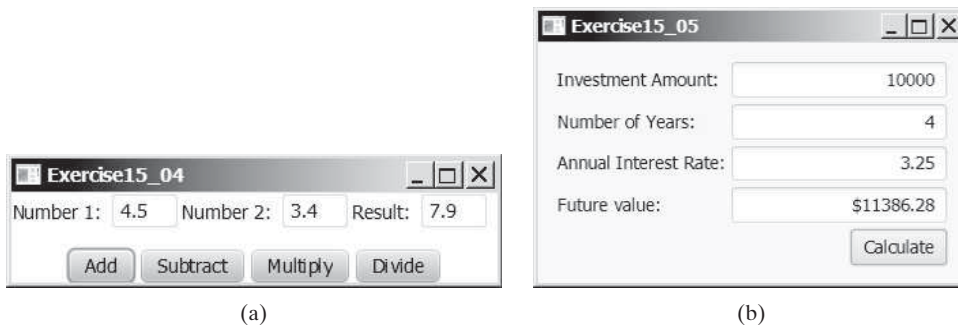 Exercise15_04
Number 1: 4.5 Number 2: 3.4 Result: 7.9
Add Subtract Multiply Divide
(a)
Exercise15_05
Investment Amount: 10000
Number of Years: 4
Annual Interest Rate: 3.25
Future value: $11386.28
Calculate
(b)